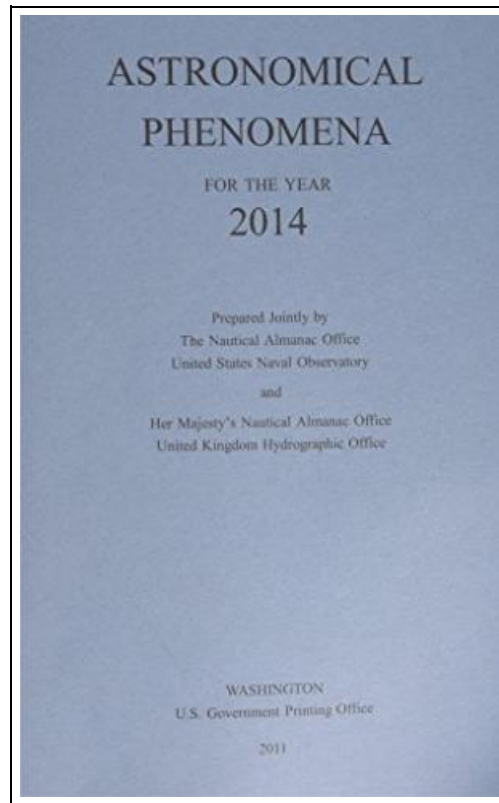 ASTRONOMICAL
PHENOMENA
FOR THE YEAR
2014
Prepared Jointly by
The Nautical Almanac Office
United States Naval Observatory
and
Her Majesty's Nautical Almanac Office
United Kingdom Hydrographic Office
WASHINGTON
U.S. Government Printing Office
2011